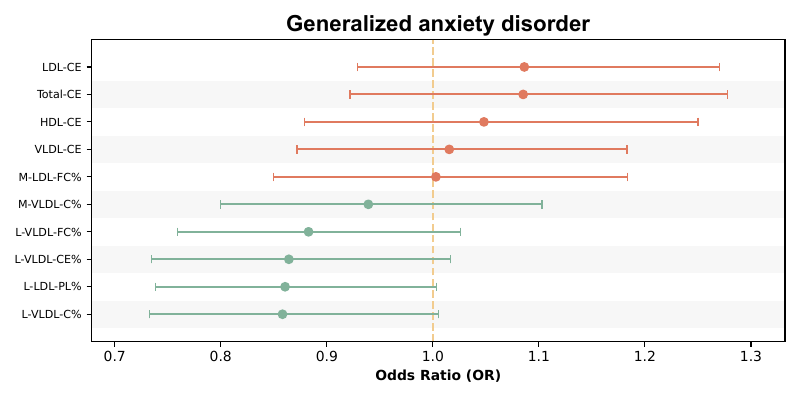 Generalized anxiety disorder
LDL-CE
Total-CE
HDL-CE
VLDL-CE
M-LDL-FC%
M-VLDL-C%
L-VLDL-FC%
L-VLDL-CE%
L-LDL-PL%
L-VLDL-C%
0.7 0.8 0.9 1.0 1.1 1.2 1.3
Odds Ratio (OR)